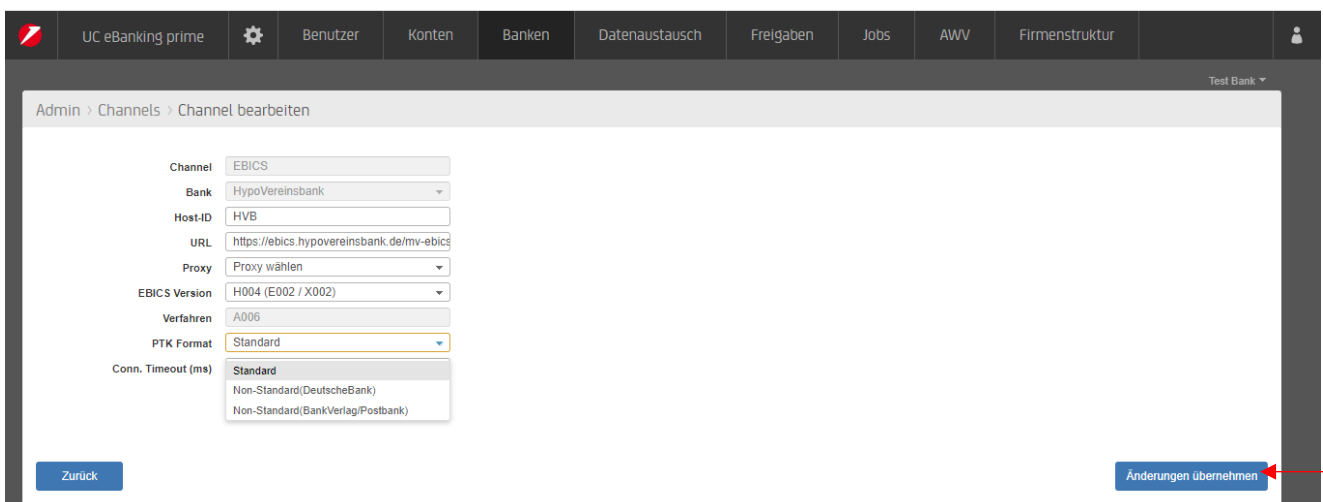 UC eBanking prime Benutzer Konten Banken Datenaustausch Freigaben Jobs AWV Firmenstruktur
Test Bank
Admin > Channels > Channel bearbeiten
Channel EBICS
Bank HypoVereinsbank
Host-ID HVB
URL https://ebics.hypovereinsbank.de/mv-ebics
Proxy Proxy wählen
EBICS Version H004 (E002 / X002)
Verfahren A006
PTK Format Standard
Conn. Timeout (ms) Standard
Non-Standard(DeutscheBank)
Non-Standard(BankVerlag/Postbank)
Zurück Änderungen übernehmen